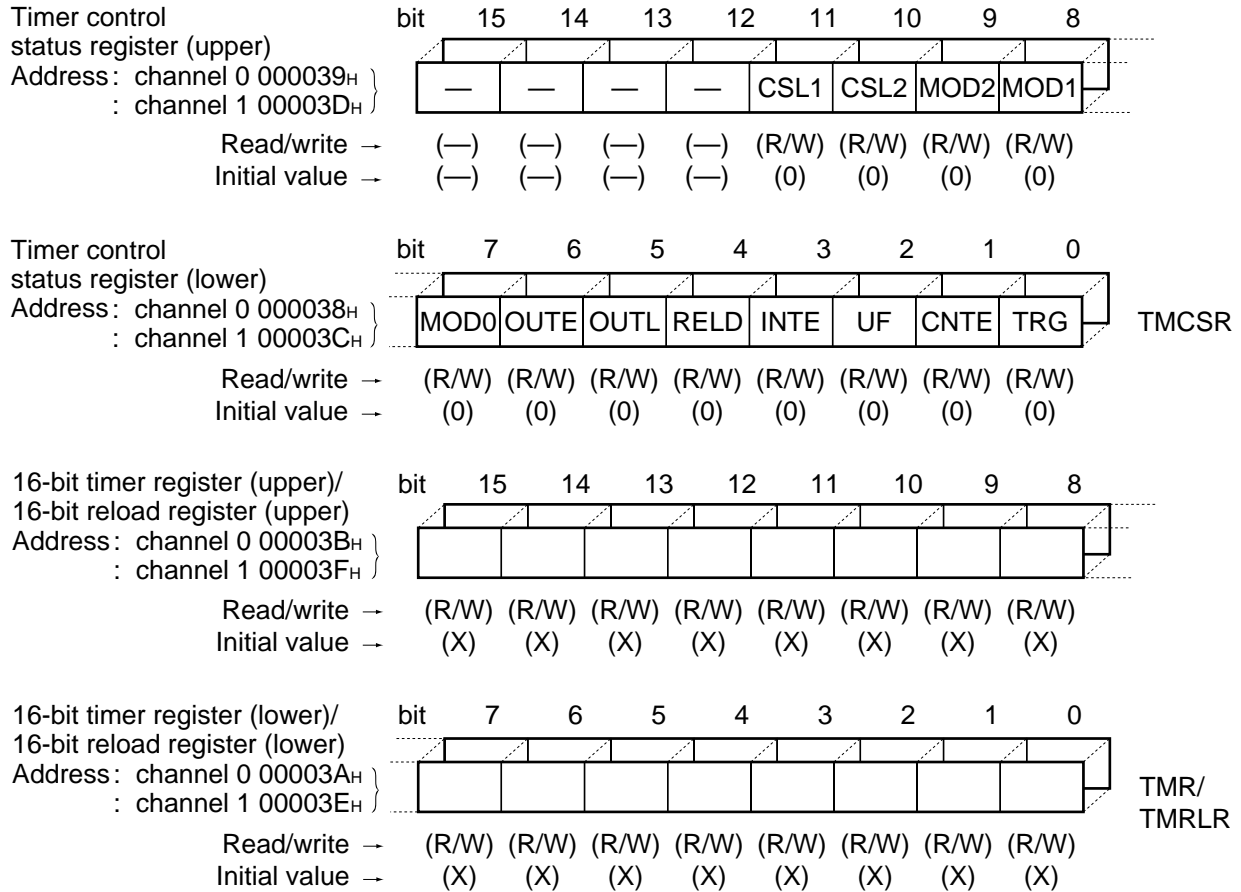 Timer control bit 15 14 13 12 11 10 9 8
status register (upper)
Address : channel 0 000039H — — — — CSL1 CSL2 MOD2 MOD1
: channel 1 00003DH
Read/write → (—) (—) (—) (—) (R/W) (R/W) (R/W) (R/W)
Initial value → (—) (—) (—) (—) (0) (0) (0) (0)
Timer control bit 7 6 5 4 3 2 1 0
status register (lower)
Address : channel 0 000038H
: channel 1 00003CH MOD0 OUTE OUTL RELD INTE UF CNTE TRG TMCSR
Read/write → (R/W) (R/W) (R/W) (R/W) (R/W) (R/W) (R/W) (R/W)
Initial value → (0) (0) (0) (0) (0) (0) (0) (0)
16-bit timer register (upper)/ bit 15 14 13 12 11 10 9 8
16-bit reload register (upper)
Address : channel 0 00003BH
: channel 1 00003FH
Read/write → (R/W) (R/W) (R/W) (R/W) (R/W) (R/W) (R/W) (R/W)
Initial value → (X) (X) (X) (X) (X) (X) (X) (X)
16-bit timer register (lower)/ bit 7 6 5 4 3 2 1 0
16-bit reload register (lower)
Address : channel 0 00003AH
: channel 1 00003EH
TMR/
TMRLR
Read/write → (R/W) (R/W) (R/W) (R/W) (R/W) (R/W) (R/W) (R/W)
Initial value → (X) (X) (X) (X) (X) (X) (X) (X)